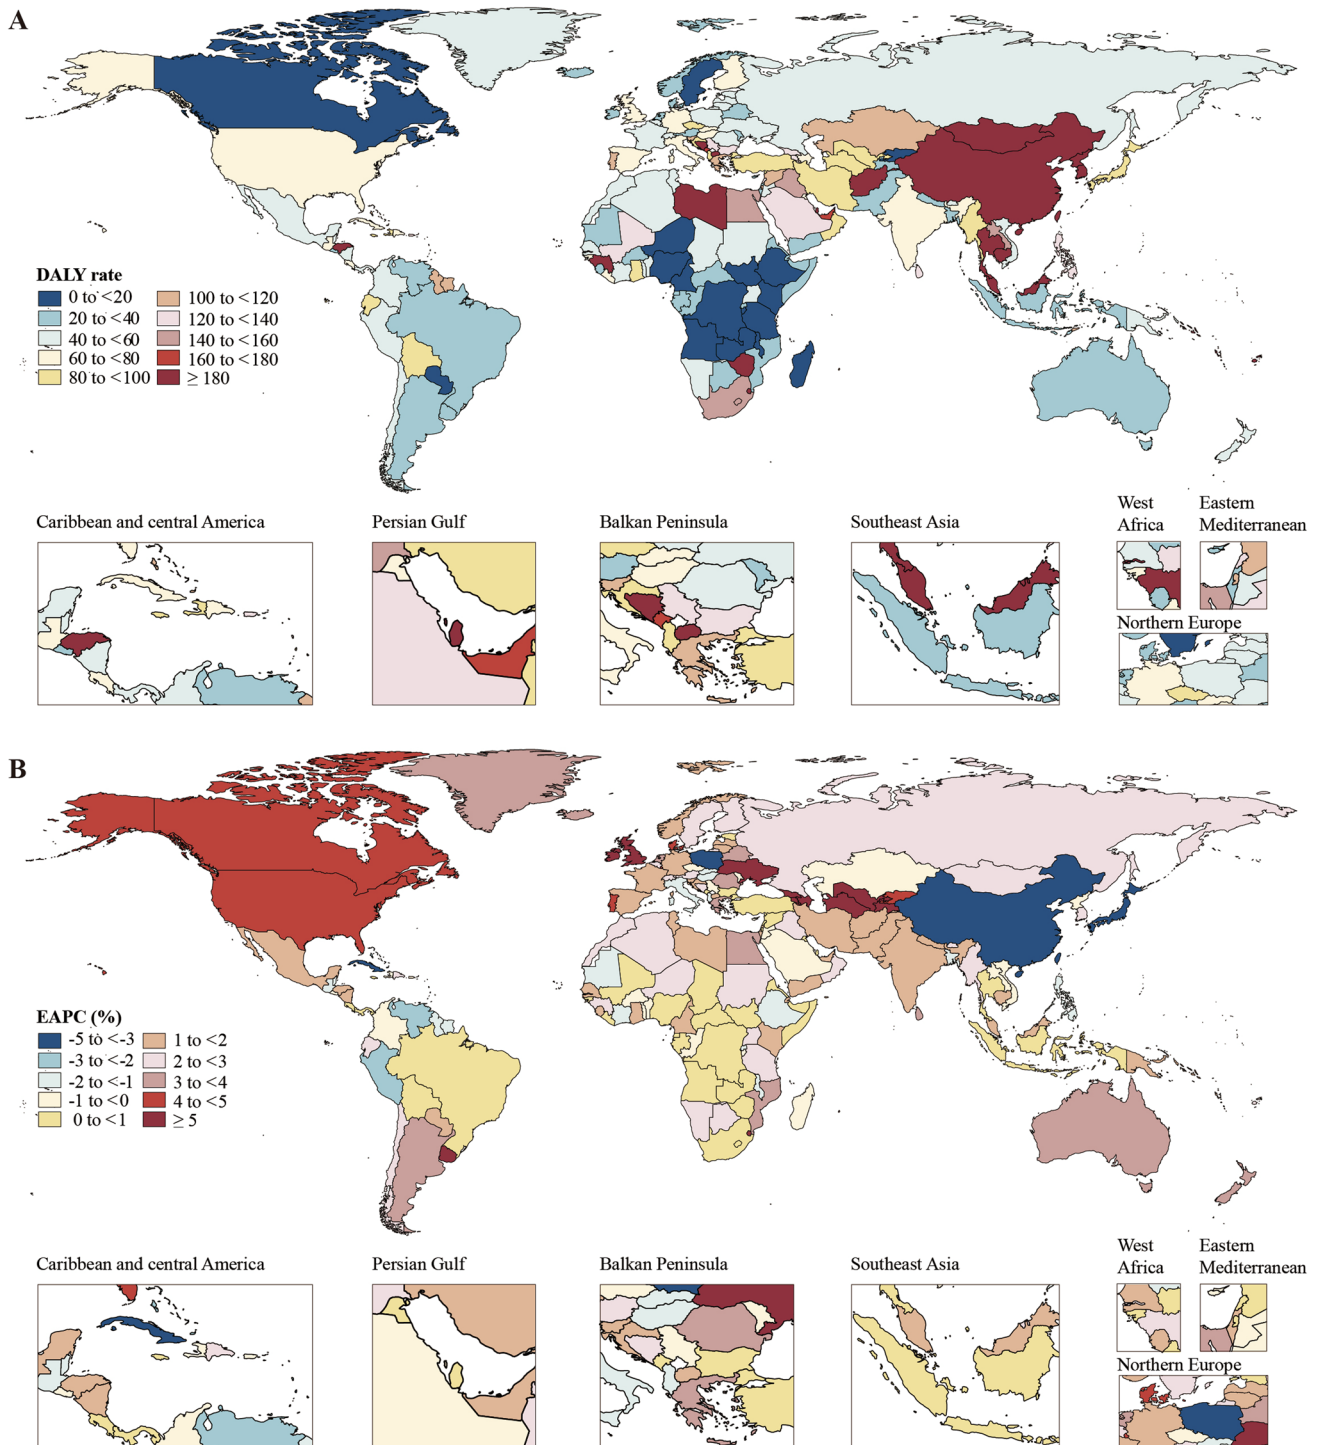 A
DALY rate
0 to <20
20 to <40
40 to <60
60 to <80
80 to <100
100 to <120
120 to <140
140 to <160
160 to <180
≥ 180
Caribbean and central America
Persian Gulf
Balkan Peninsula
Southeast Asia
West
Africa
Eastern
Mediterranean
Northern Europe
B
EAPC (%)
-5 to <-3
-3 to <-2
-2 to <-1
-1 to <0
0 to <1
1 to <2
2 to <3
3 to <4
4 to <5
≥ 5
Caribbean and central America
Persian Gulf
Balkan Peninsula
Southeast Asia
West
Africa
Eastern
Mediterranean
Northern Europe